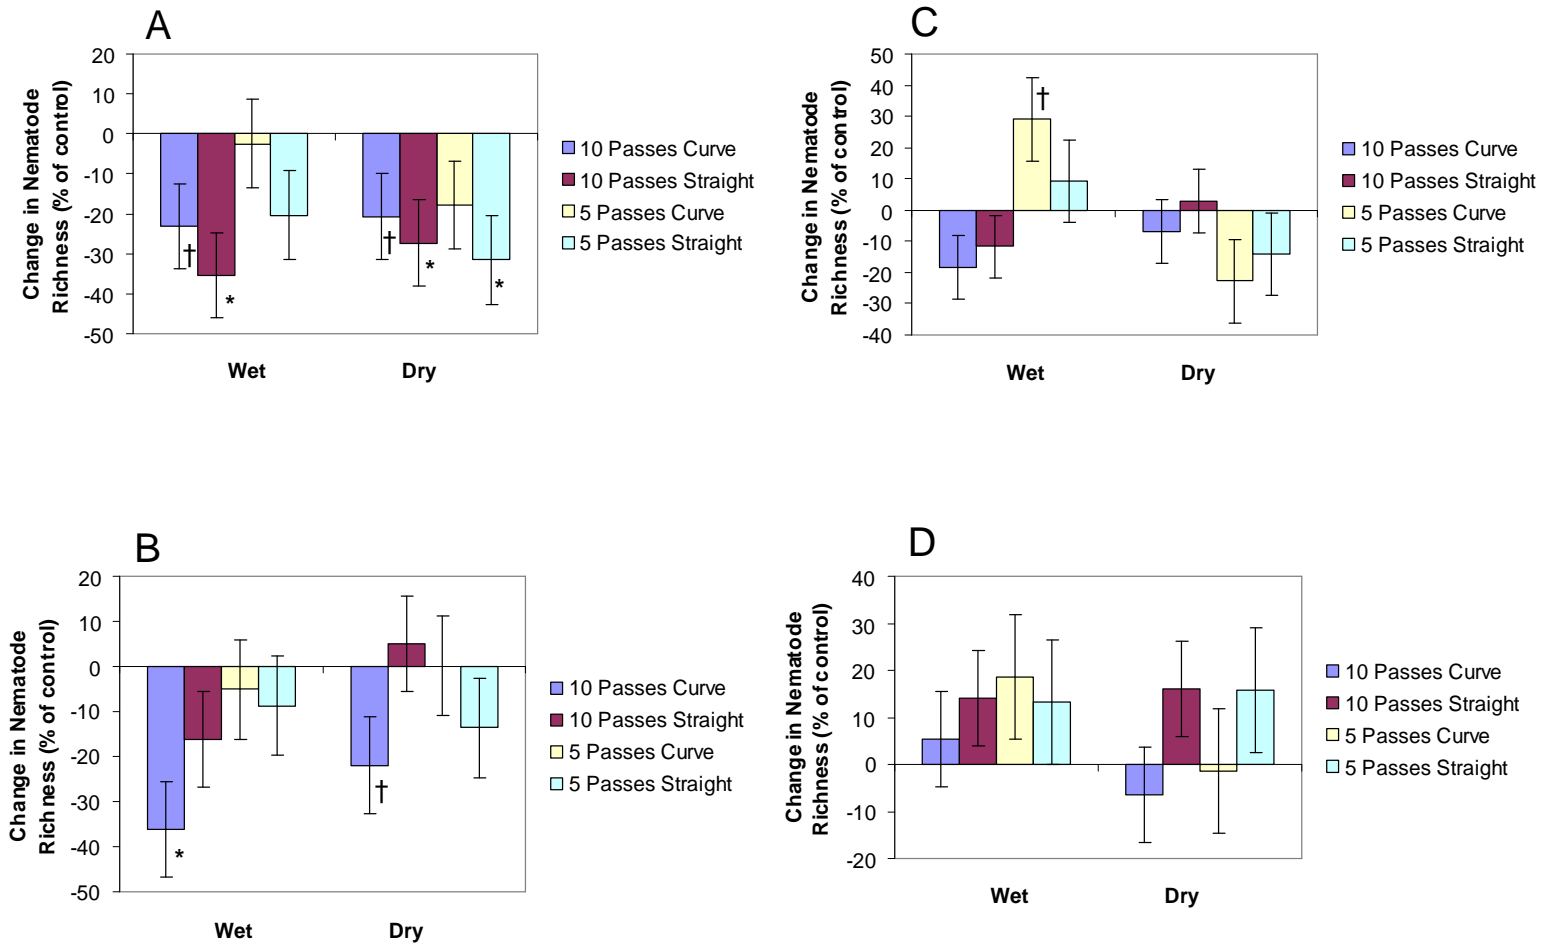 A
Change in Nematode
Richness (% of control)
20
10
0
-10
-20
-30
-40
-50
†
*
†
*
*
Wet
Dry
10 Passes Curve
10 Passes Straight
5 Passes Curve
5 Passes Straight
C
Change in Nematode
Richness (% of control)
50
40
30
20
10
0
-10
-20
-30
-40
†
Wet
Dry
10 Passes Curve
10 Passes Straight
5 Passes Curve
5 Passes Straight
B
Change in Nematode
Richness (% of control)
20
10
0
-10
-20
-30
-40
-50
*
†
Wet
Dry
10 Passes Curve
10 Passes Straight
5 Passes Curve
5 Passes Straight
D
Change in Nematode
Richness (% of control)
40
30
20
10
0
-10
-20
Wet
Dry
10 Passes Curve
10 Passes Straight
5 Passes Curve
5 Passes Straight